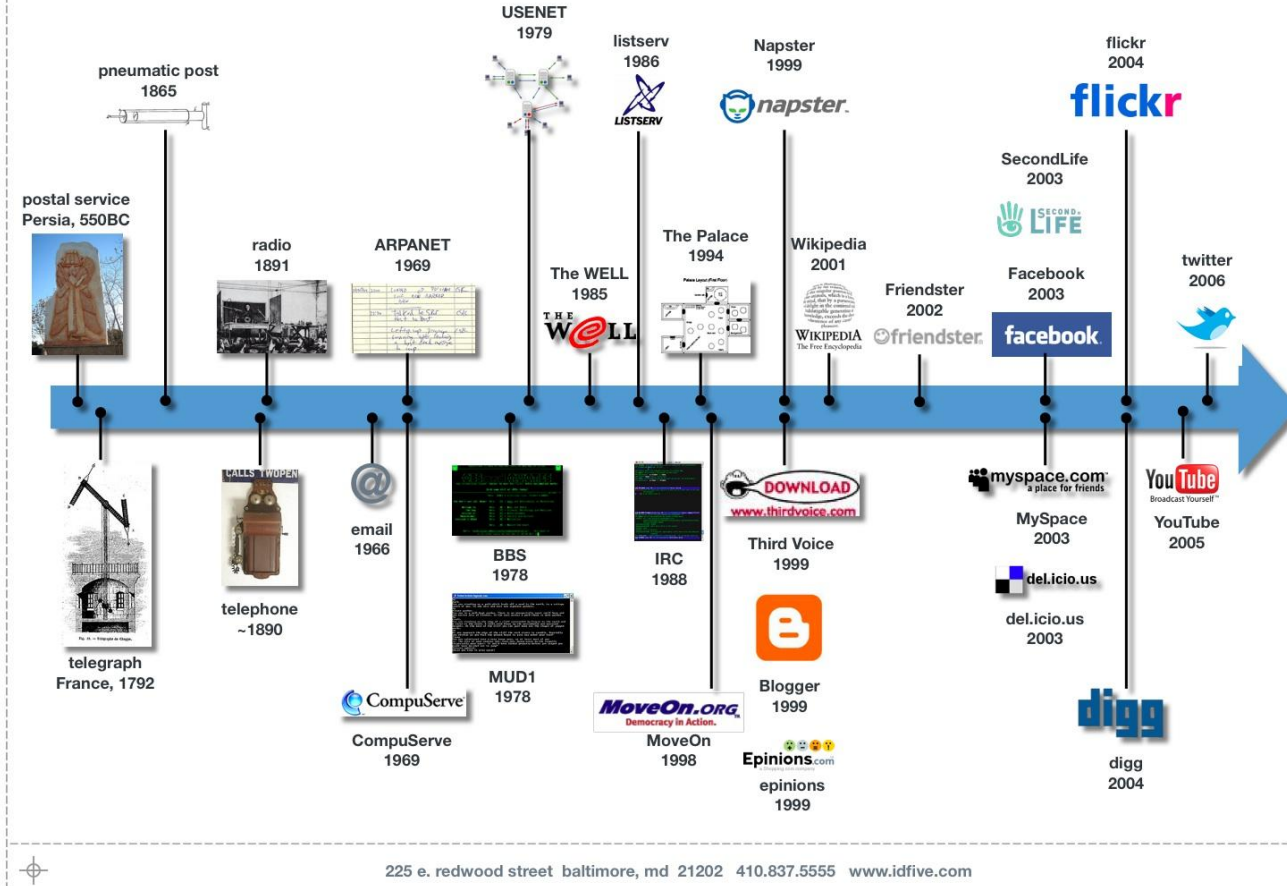 USENET
1979
listserv
1986
LISTSERV
Napster
1999
napster
flickr
2004
flickr
pneumatic post
1865
SecondLife
2003
SECOND LIFE
postal service
Persia, 550BC
radio
1891
ARPANET
1969
The WELL
1985
THE WELL
The Palace
1994
Wikipedia
2001
WIKIPEDIA
The Free Encyclopedia
Friendster
2002
friendster
Facebook
2003
facebook
twitter
2006
telegraph
France, 1792
CALLS TWOPEN
telephone
~1890
@
email
1966
CompuServe
CompuServe
1969
BBS
1978
MUD1
1978
IRC
1988
MoveOn.ORG
Democracy in Action.
MoveOn
1998
DOWNLOAD
www.thirdvoice.com
Third Voice
1999
Blogger
1999
Epinions.com
epinions
1999
myspace.com
a place for friends
MySpace
2003
del.icio.us
del.icio.us
2003
digg
digg
2004
YouTube
Broadcast Yourself™
YouTube
2005
225 e. redwood street baltimore, md 21202 410.837.5555 www.idfive.com